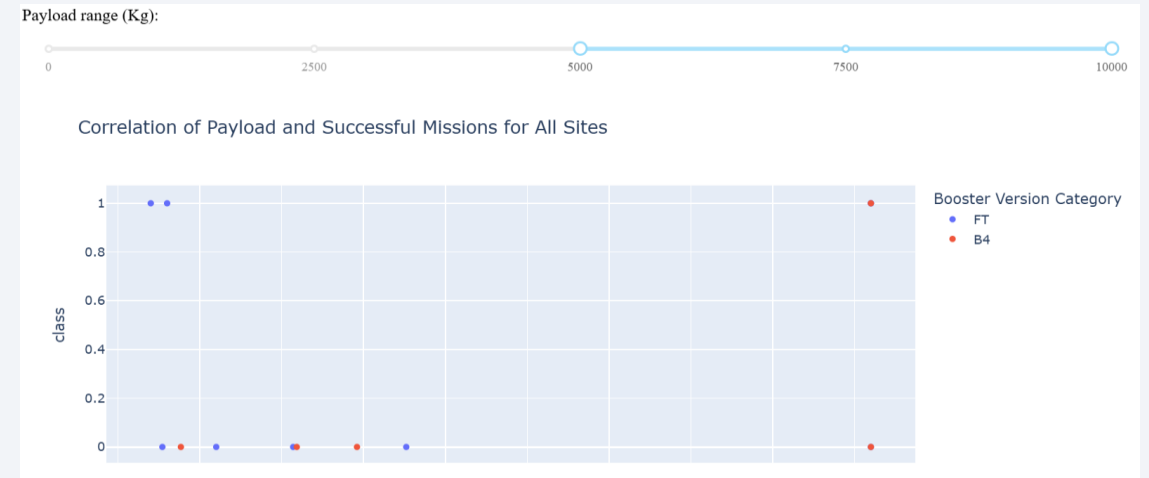 Payload range (Kg):
0 2500 5000 7500 10000
Correlation of Payload and Successful Missions for All Sites
Booster Version Category
FT
B4
1
0.8
0.6
0.4
0.2
0
class